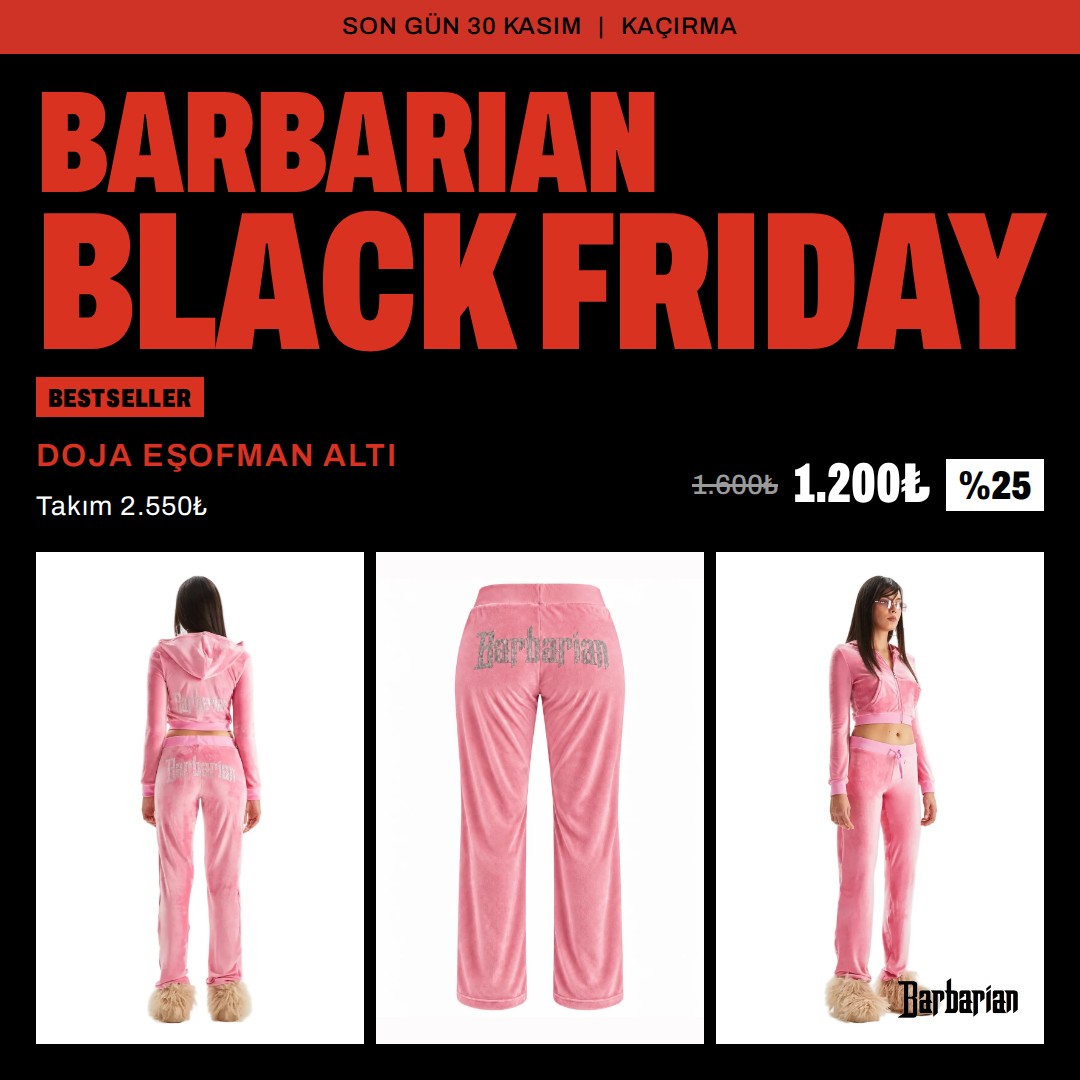 SON GÜN 30 KASIM | KAÇIRMA
BARBARIAN
BLACK FRIDAY
BESTSELLER
DOJA EŞOFMAN ALTI
Takım 2.550₺
1.600₺ 1.200₺ %25
Barbarian
Barbarian
Barbarian
Barbarian